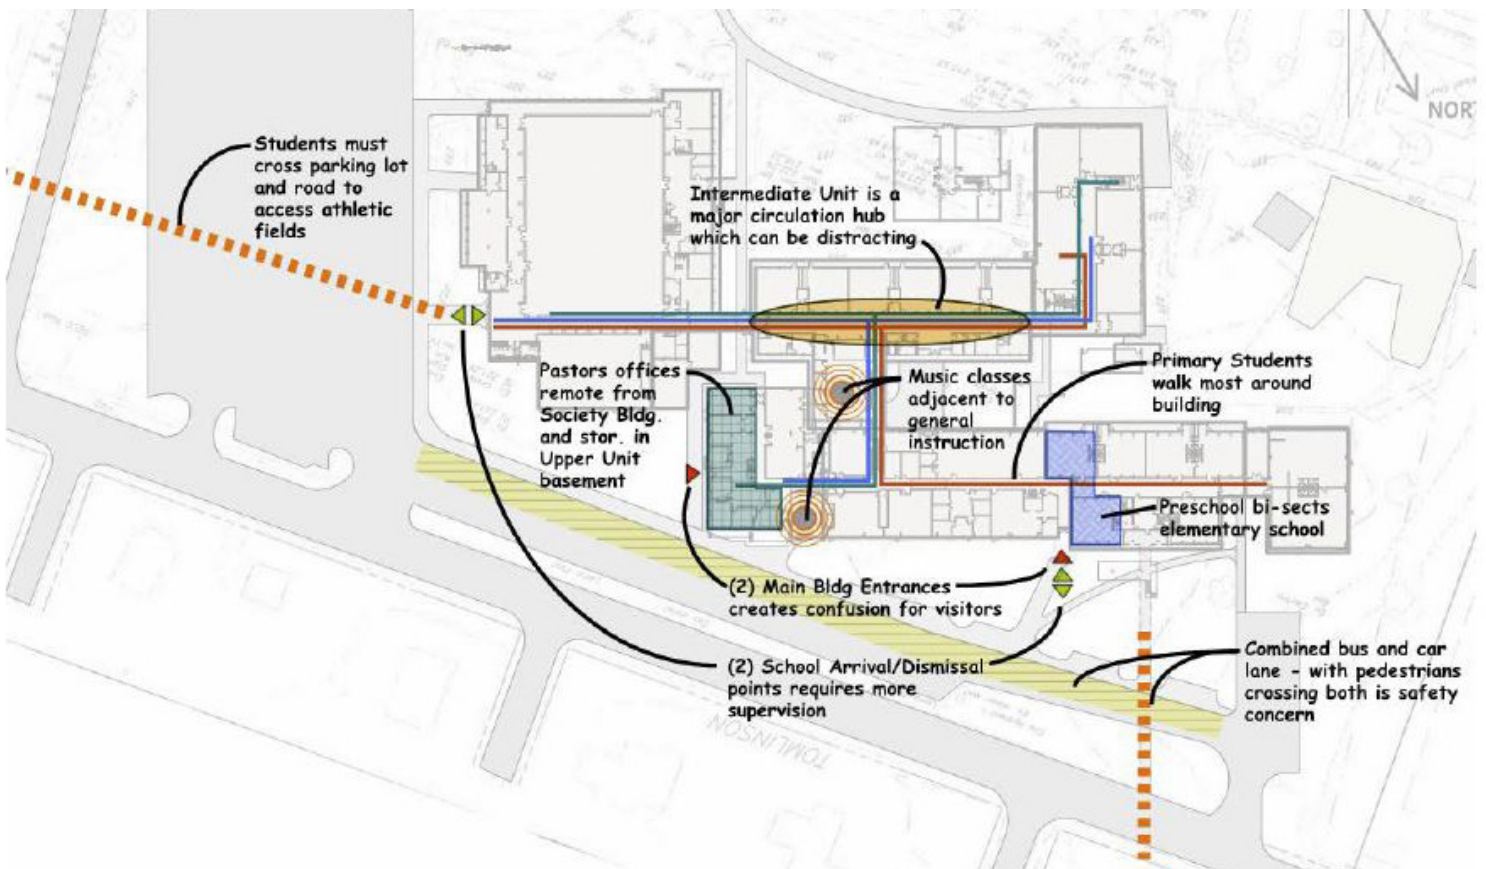 NOR
Students must
cross parking lot
and road to
access athletic
fields
Intermediate Unit is a
major circulation hub
which can be distracting
Pastors offices
remote from
Society Bldg.
and stor. in
Upper Unit
basement
Music classes
adjacent to
general
instruction
Primary Students
walk most around
building
Preschool bi-sects
elementary school
(2) Main Bldg Entrances
creates confusion for visitors
(2) School Arrival/Dismissal
points requires more
supervision
Combined bus and car
lane - with pedestrians
crossing both is safety
concern
TOMLINSON